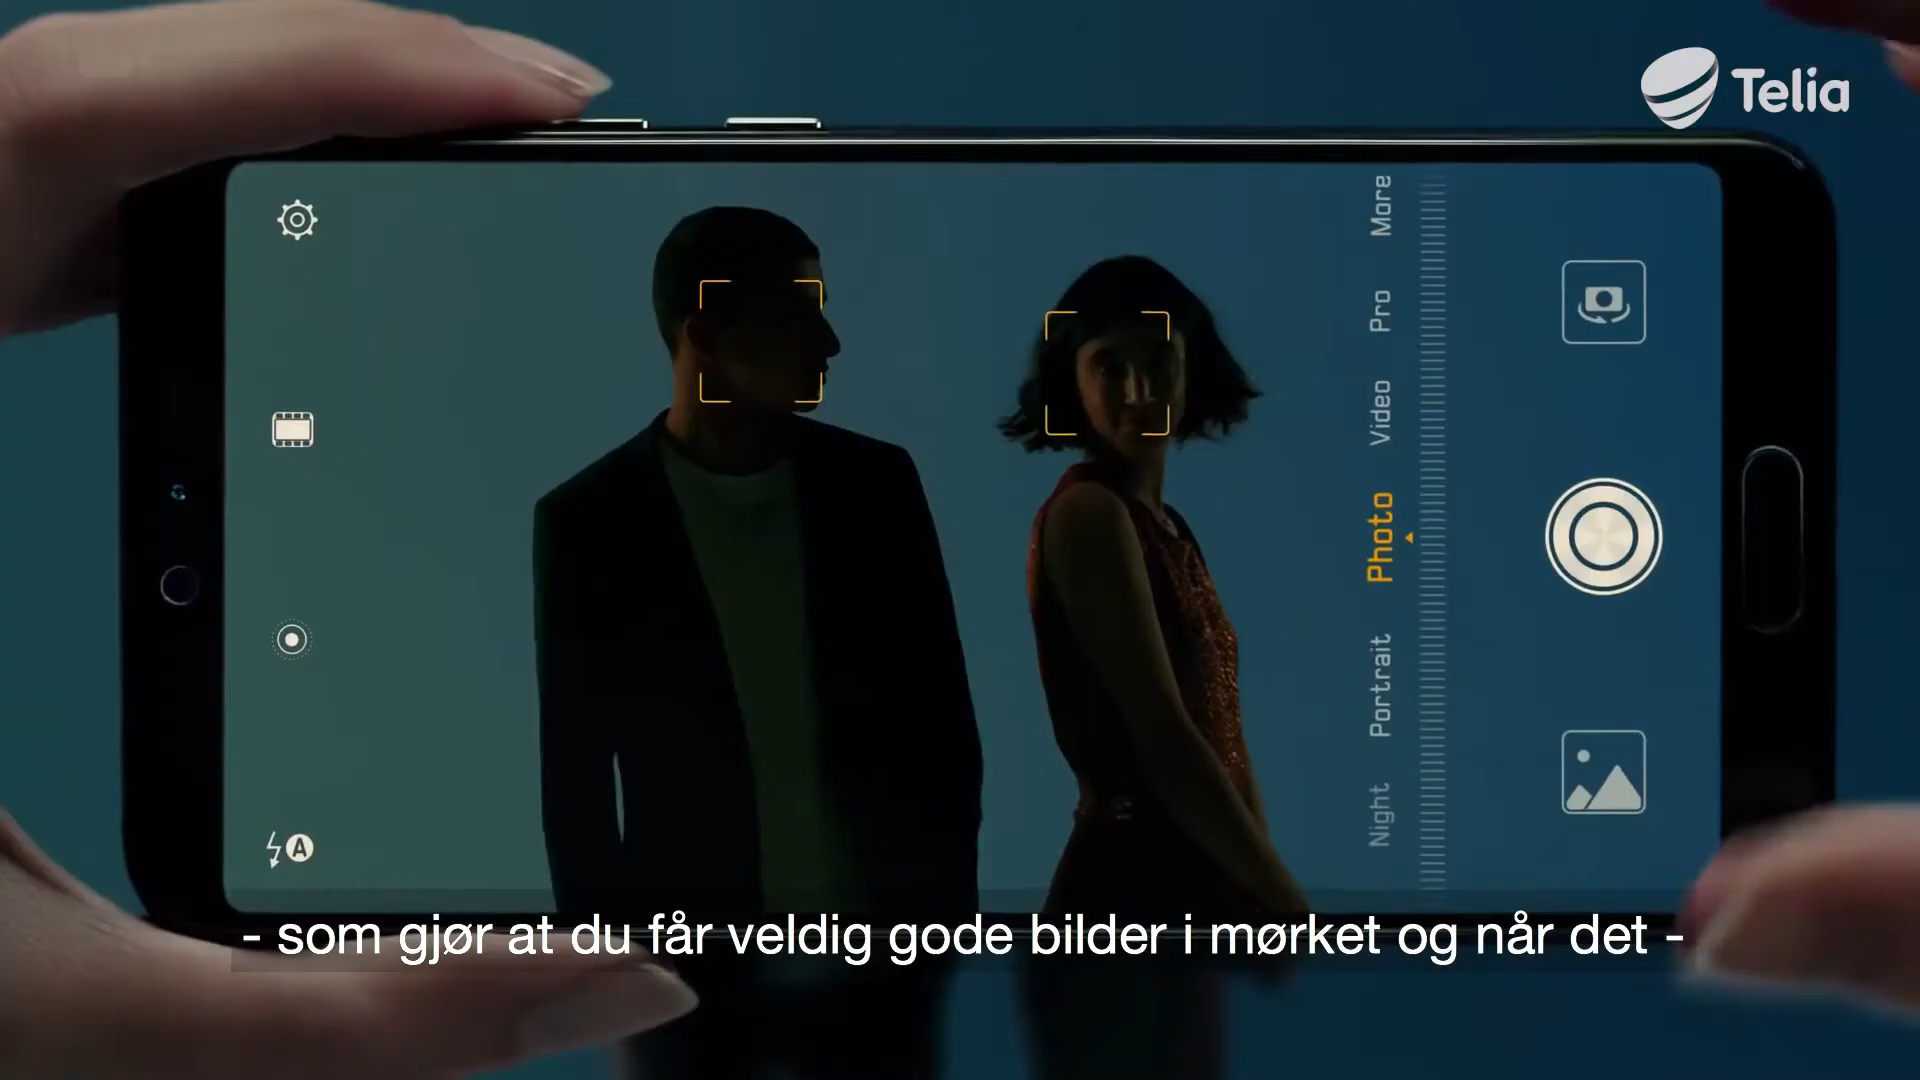 Telia
More
Pro
Video
Photo
Portrait
Night
A
- som gjør at du får veldig gode bilder i mørket og når det -